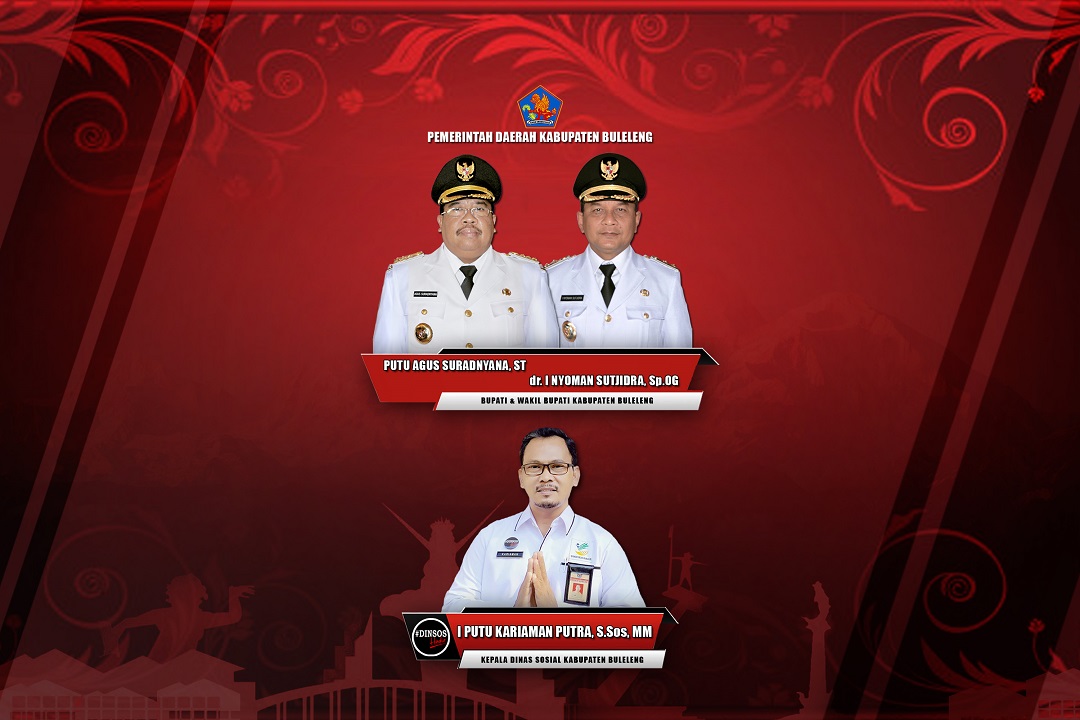 PEMERINTAH DAERAH KABUPATEN BULELENG
PUTU AGUS SURADNYANA, ST
dr. I NYOMAN SUTJIDRA, Sp.OG
BUPATI & WAKIL BUPATI KABUPATEN BULELENG
#DINSOS
I PUTU KARIAMAN PUTRA, S.Sos, MM
KEPALA DINAS SOSIAL KABUPATEN BULELENG